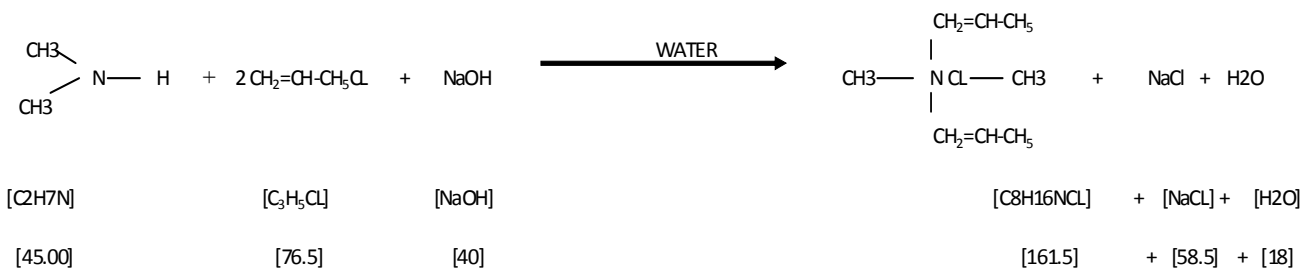 CH₂=CH-CH₅
CH3 WATER
N H + 2 CH₂=CH-CH₅CL + NaOH CH3 N CL CH3 + NaCl + H2O
CH3
CH₂=CH-CH₅
[C2H7N] [C₃H₅CL] [NaOH] [C8H16NCL] + [NaCL] + [H2O]
[45.00] [76.5] [40] [161.5] + [58.5] + [18]